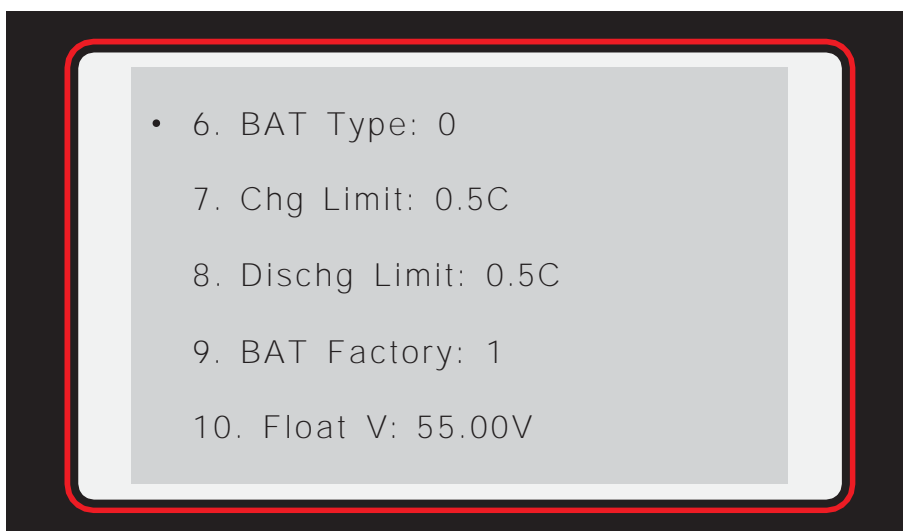 • 6. BAT Type: 0
7. Chg Limit: 0.5C
8. Dischg Limit: 0.5C
9. BAT Factory: 1
10. Float V: 55.00V